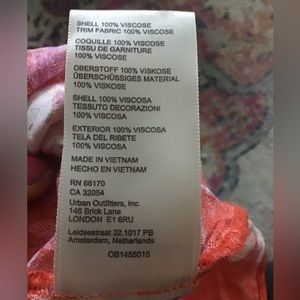 SHELL 100% VISCOSE
TRIM FABRIC 100% VISCOSE
COQUILLE 100% VISCOSE
TISSU DE GARNITURE
100% VISCOSE
OBERSTOFF 100% VISKOSE
ÜBERSCHÜSSIGES MATERIAL
100% VISKOSE
SHELL 100% VISCOSA
TESSUTO DECORAZIONI
100% VISCOSA
EXTERIOR 100% VISCOSA
TELA DEL RIBETE
100% VISCOSA
MADE IN VIETNAM
HECHO EN VIETNAM
RN 66170
CA 32054
Urban Outfitters, Inc.
146 Brick Lane
LONDON E1 6RU
Leidsestraat 32,1017 PB
Amsterdam, Netherlands
OB1455015